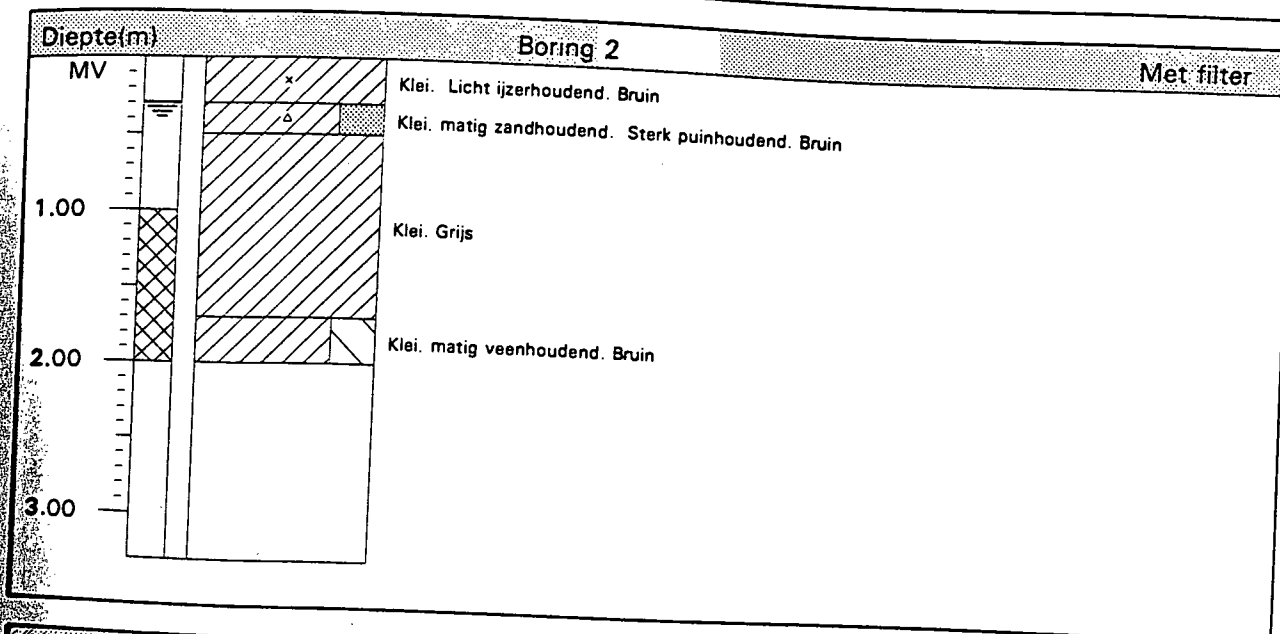 Diepte(m) Boring 2 Met filter
MV
Klei. Licht ijzerhoudend. Bruin
Klei. matig zandhoudend. Sterk puinhoudend. Bruin
1.00
Klei. Grijs
2.00
Klei. matig veenhoudend. Bruin
3.00